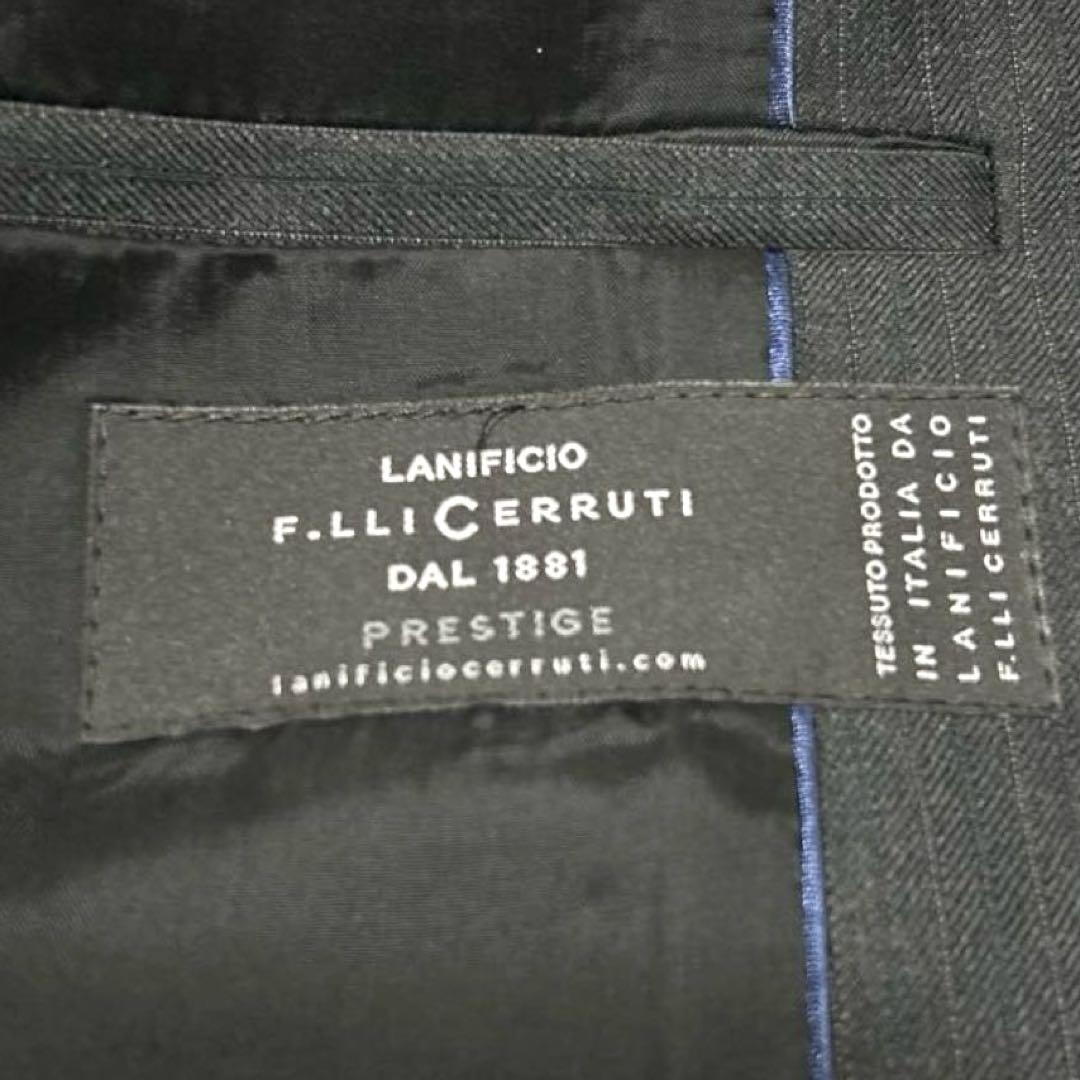 LANIFICIO
F.LLI CERRUTI
DAL 1881
PRESTIGE
lanificiocerruti.com
TESSUTO PRODOTTO
IN ITALIA DA
LANIFICIO
F.LLI CERRUTI